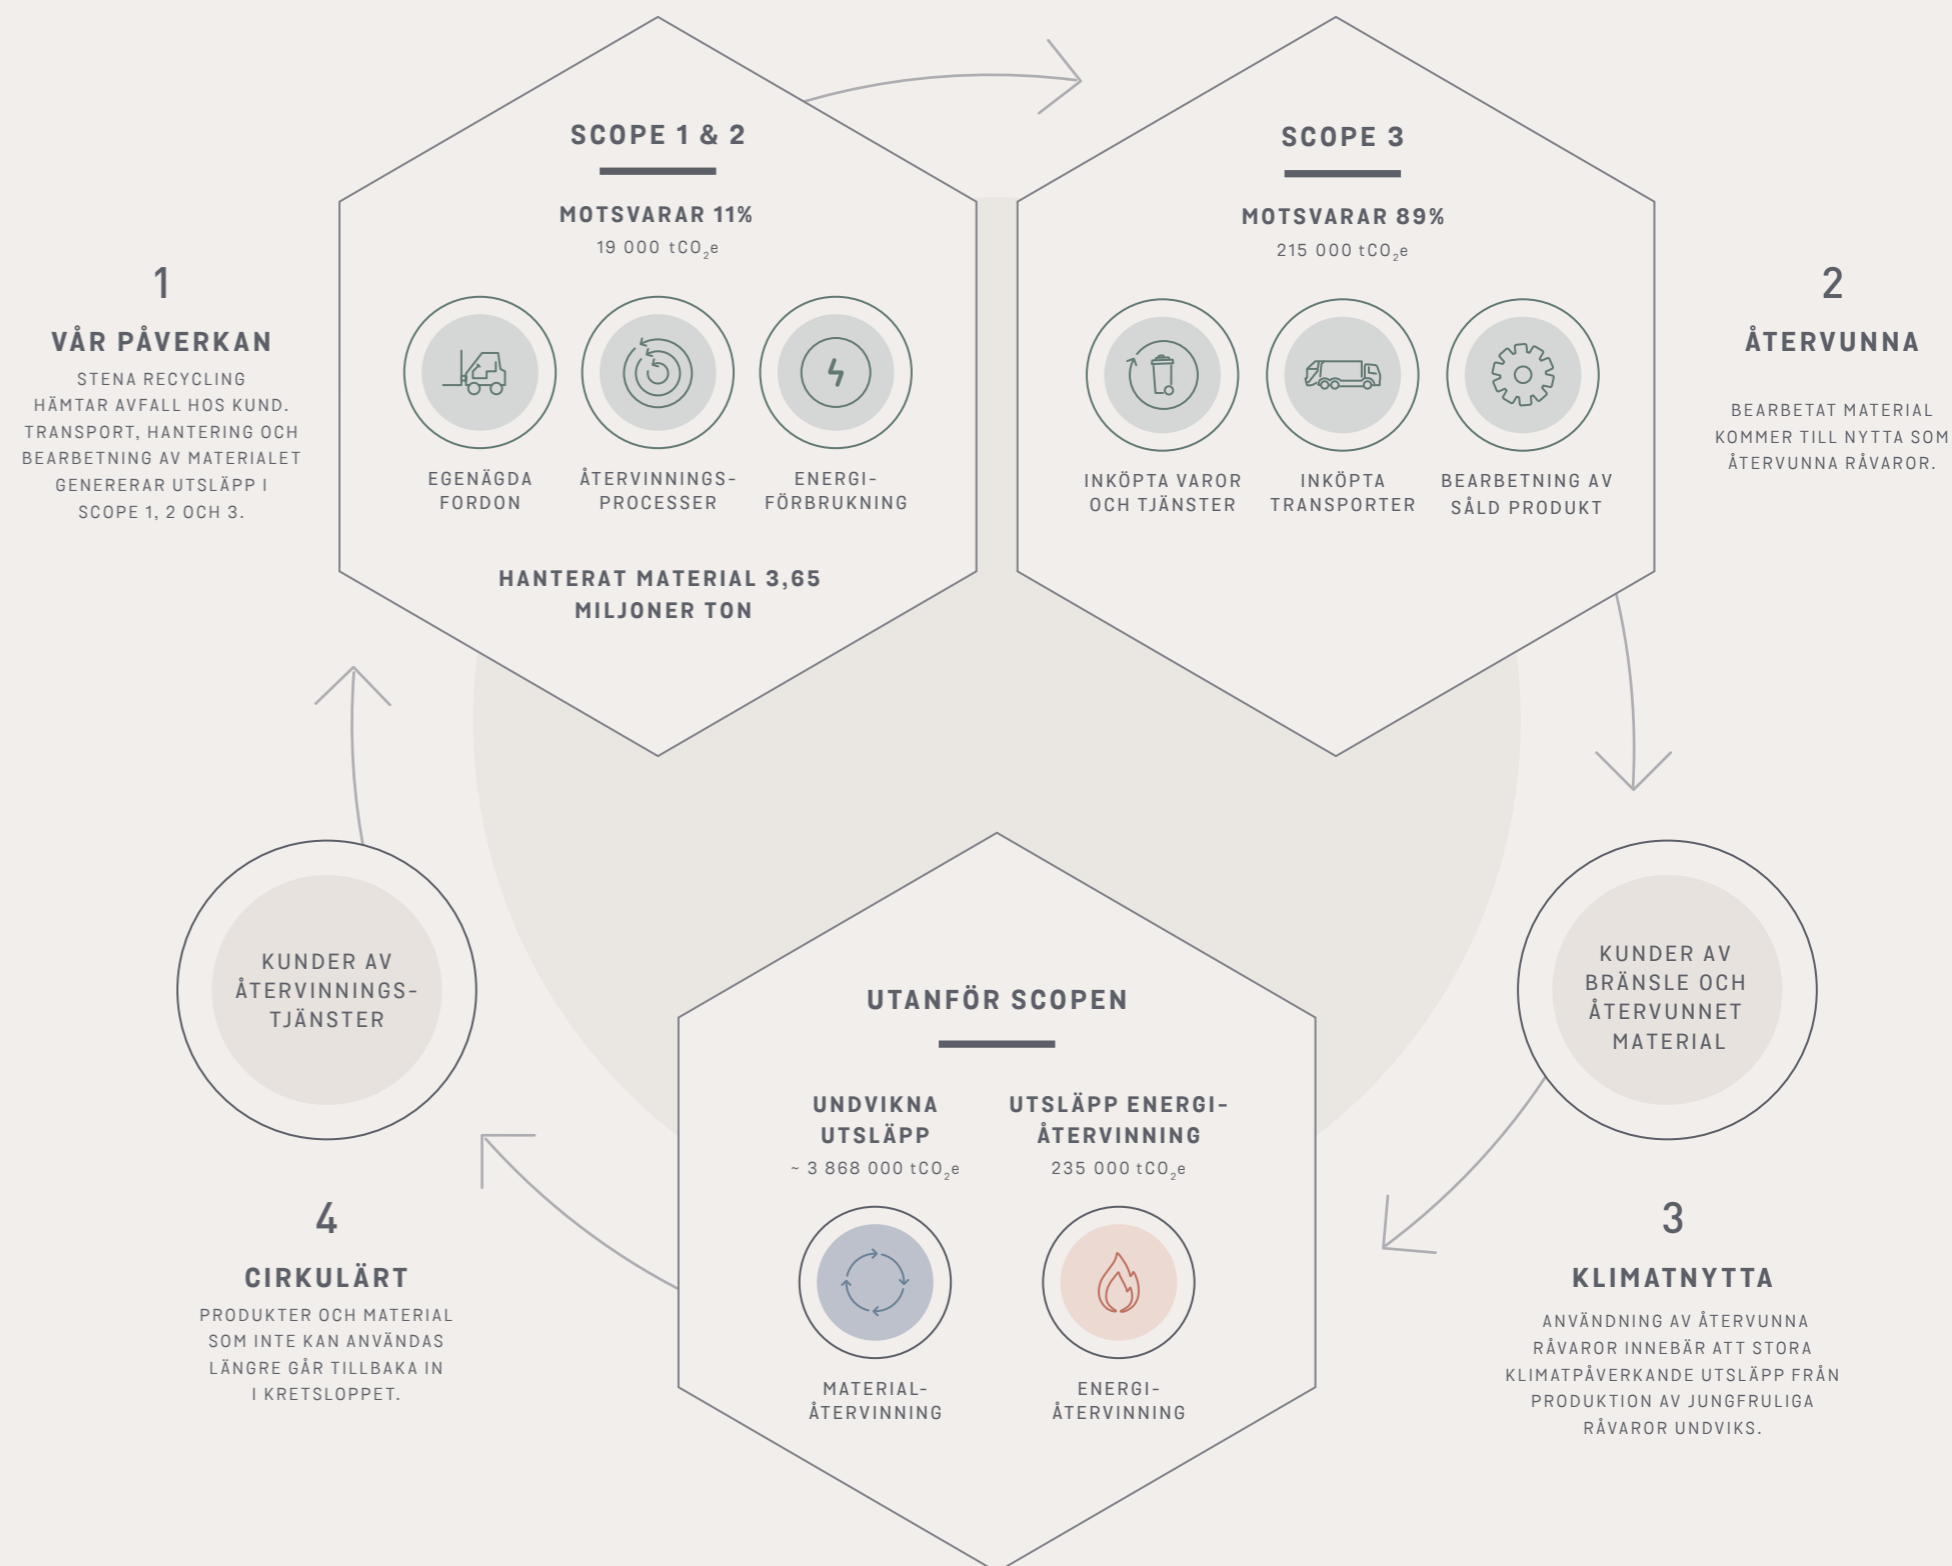 SCOPE 1 & 2
MOTSVARAR 11%
19 000 tCO₂e
EGENÄGDA
FORDON
ÅTERVINNINGS-
PROCESSER
ENERGI-
FÖRBRUKNING
HANTERAT MATERIAL 3,65
MILJONER TON
SCOPE 3
MOTSVARAR 89%
215 000 tCO₂e
INKÖPTA VAROR
OCH TJÄNSTER
INKÖPTA
TRANSPORTER
BEARBETNING AV
SÅLD PRODUKT
1
VÅR PÅVERKAN
STENA RECYCLING
HÄMTAR AVFALL HOS KUND.
TRANSPORT, HANTERING OCH
BEARBETNING AV MATERIALET
GENERERAR UTSLÄPP I
SCOPE 1, 2 OCH 3.
2
ÅTERVUNNA
BEARBETAT MATERIAL
KOMMER TILL NYTTA SOM
ÅTERVUNNA RÅVAROR.
KUNDER AV
ÅTERVINNINGS-
TJÄNSTER
KUNDER AV
BRÄNSLE OCH
ÅTERVUNNET
MATERIAL
UTANFÖR SCOPEN
UNDVIKNA
UTSLÄPP
~ 3 868 000 tCO₂e
MATERIAL-
ÅTERVINNING
UTSLÄPP ENERGI-
ÅTERVINNING
235 000 tCO₂e
ENERGI-
ÅTERVINNING
4
CIRKULÄRT
PRODUKTER OCH MATERIAL
SOM INTE KAN ANVÄNDAS
LÄNGRE GÅR TILLBAKA IN
I KRETSLOPPET.
3
KLIMATNYTTA
ANVÄNDNING AV ÅTERVUNNA
RÅVAROR INNEBÄR ATT STORA
KLIMATPÅVERKANDE UTSLÄPP FRÅN
PRODUKTION AV JUNGFRULIGA
RÅVAROR UNDVIKS.